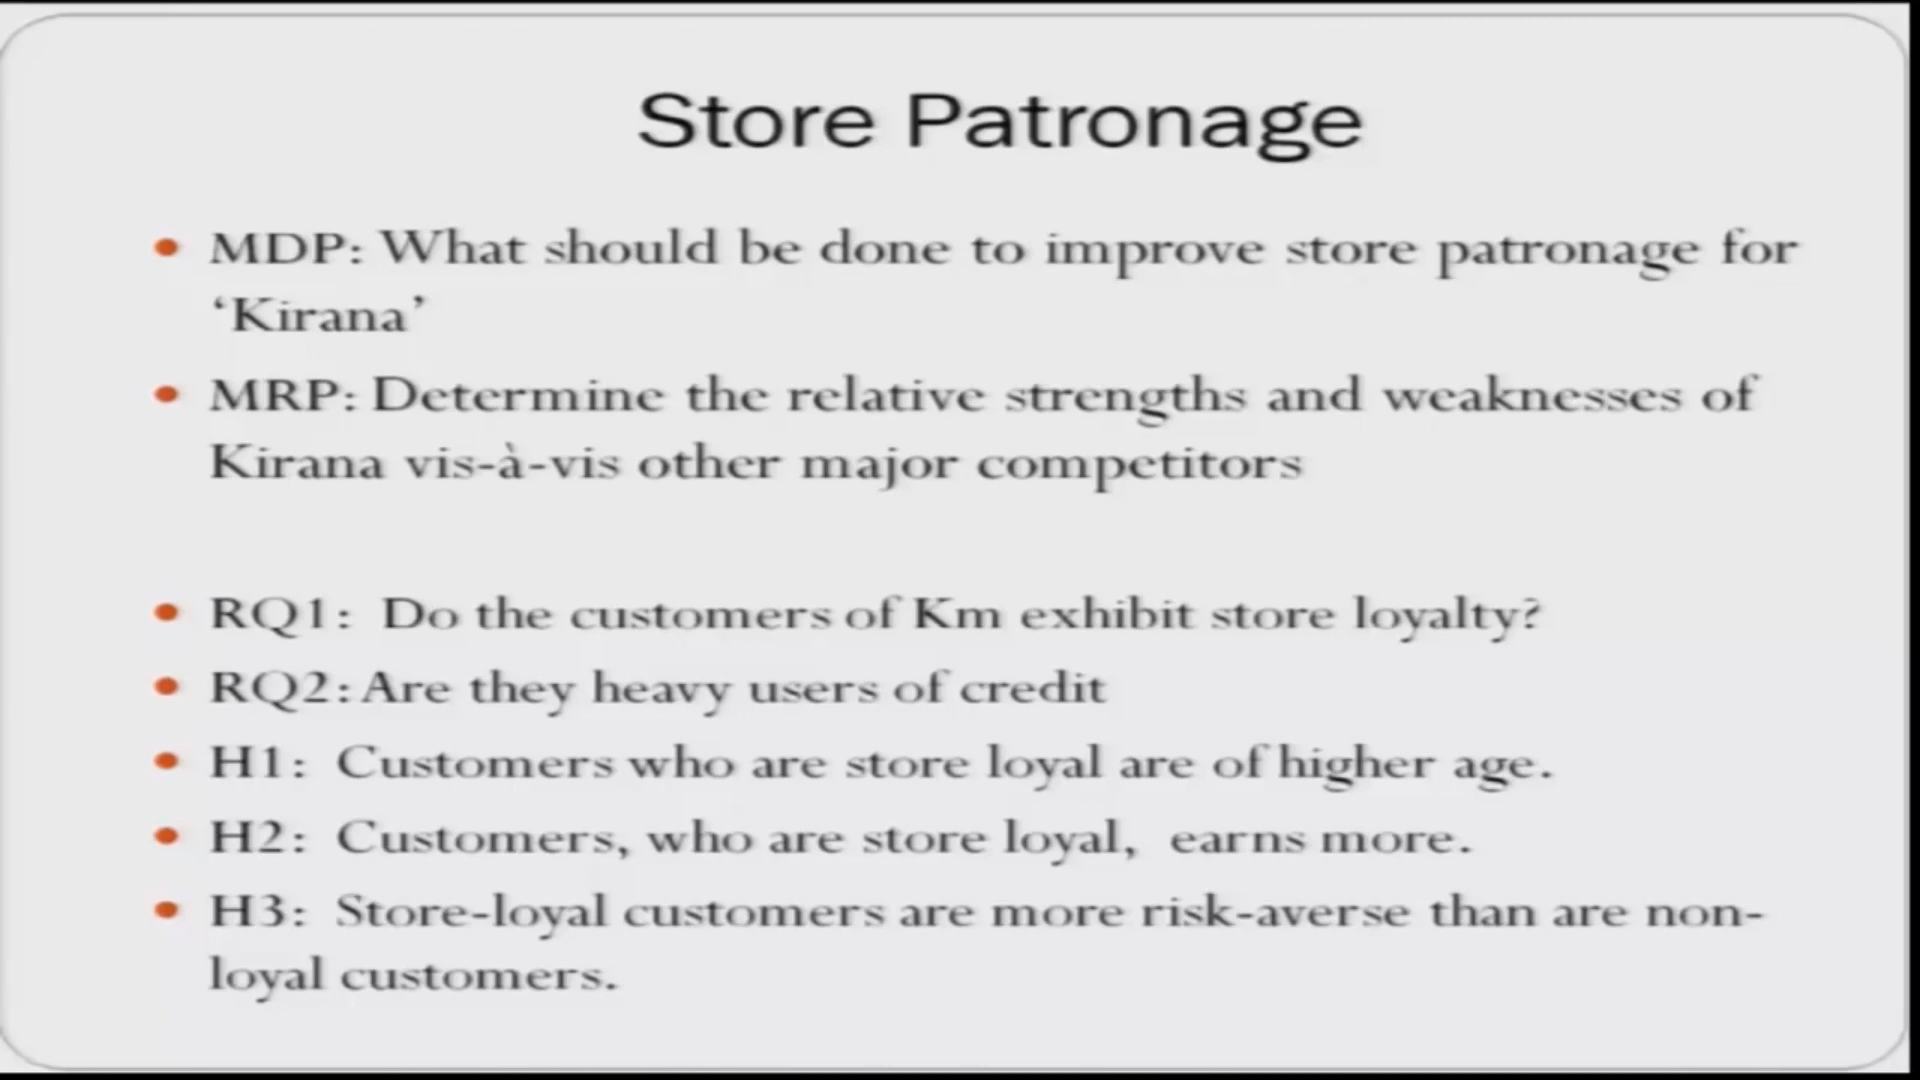 Store Patronage
MDP: What should be done to improve store patronage for
‘Kirana’
MRP: Determine the relative strengths and weaknesses of
Kirana vis-à-vis other major competitors
RQ1: Do the customers of Km exhibit store loyalty?
RQ2: Are they heavy users of credit
H1: Customers who are store loyal are of higher age.
H2: Customers, who are store loyal, earns more.
H3: Store-loyal customers are more risk-averse than are non-
loyal customers.